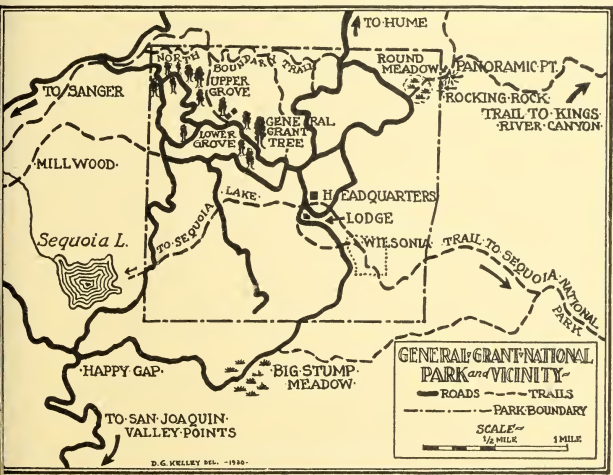 TO·HUME
NORTH BOUNDARY TRAIL
ROUND
MEADOW
PANORAMIC·PT.
UPPER
GROVE
TO·SANGER
ROCKING·ROCK·
TRAIL·TO·KINGS·
RIVER·CANYON·
GENERAL
GRANT
TREE·
LOWER
GROVE
·MILLWOOD·
HEADQUARTERS
TO·SEQUOIA·LAKE·
LODGE
WILSONIA
Sequoia L.
TRAIL·TO·SEQUOIA·NATIONAL
PARK
·HAPPY GAP·
·BIG·STUMP·
MEADOW·
GENERAL·GRANT·NATIONAL
PARK and VICINITY~
ROADS TRAILS
PARK·BOUNDARY
SCALE~
1/2 MILE 1 MILE
·TO·SAN JOAQUIN·
VALLEY·POINTS
D.G. KELLEY DEL. -1930-